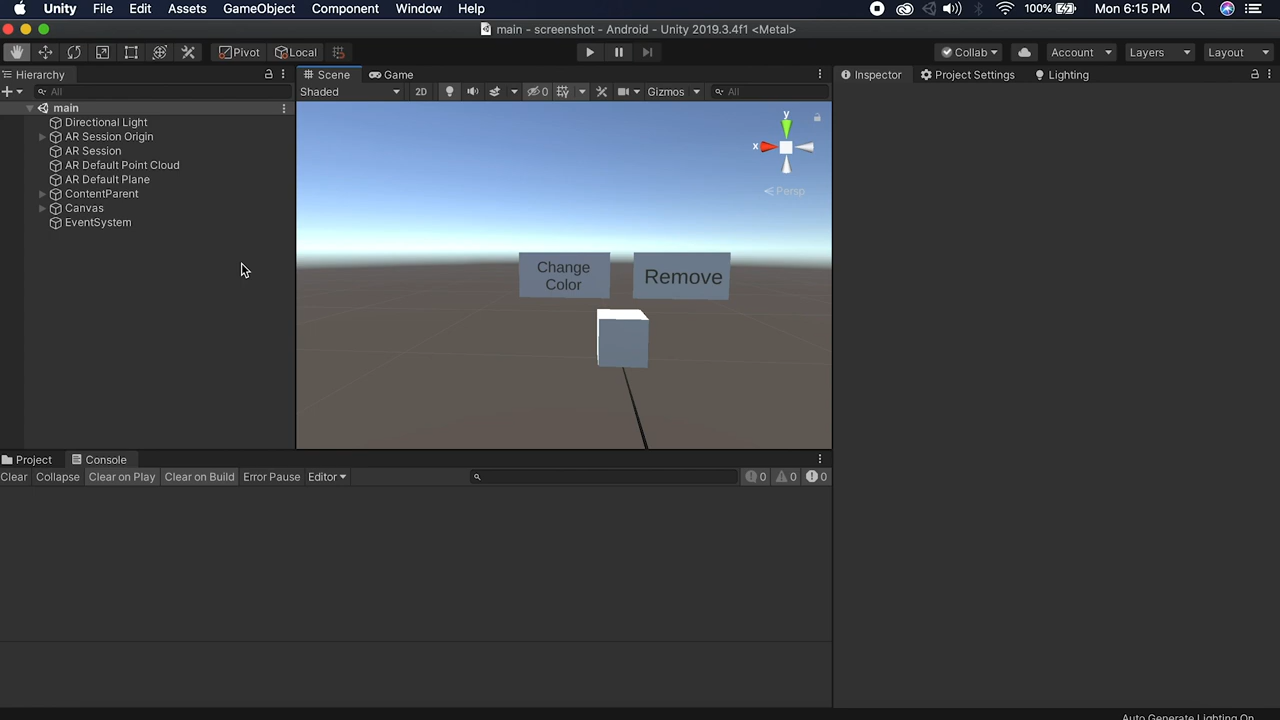 Unity File Edit Assets GameObject Component Window Help 100% Mon 6:15 PM
main - screenshot - Android - Unity 2019.3.4f1 <Metal>
Pivot Local Collab Account Layers Layout
Hierarchy Scene Game Inspector Project Settings Lighting
All Shaded 2D 0 Gizmos All
main
Directional Light
AR Session Origin
AR Session
AR Default Point Cloud
AR Default Plane
ContentParent
Canvas
EventSystem
y
x
Persp
Change
Color
Remove
Project Console
Clear Collapse Clear on Play Clear on Build Error Pause Editor 0 0 0
Auto Generate Lighting On